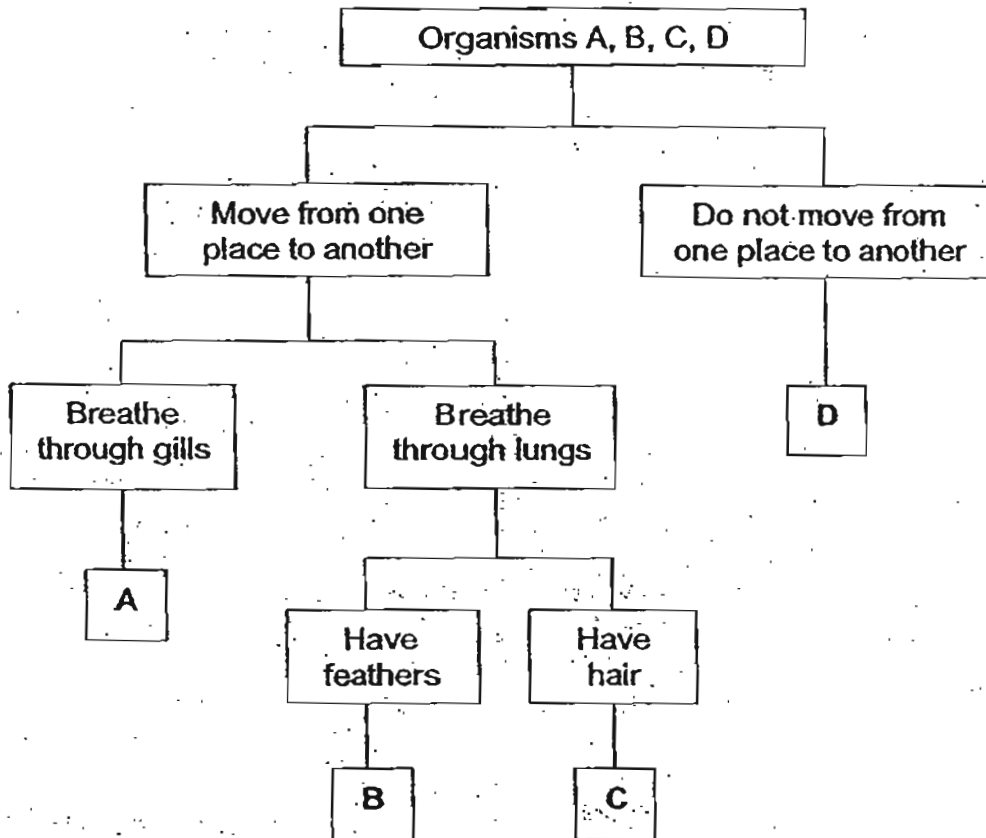 Organisms A, B, C, D
Move from one
place to another
Do not move from
one place to another
Breathe
through gills
Breathe
through lungs
D
A
Have
feathers
Have
hair
B
C